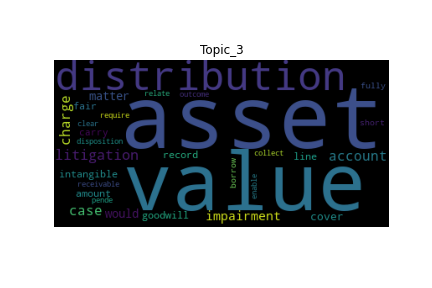 Topic_3
distribution
fully
relate
outcome
matter
fair
require
charge
asset
short
clear
carry
disposition
litigation
record
collect
line
account
intangible
receivable
borrow
enable
value
amount
pende
case
would
goodwill
impairment
cover